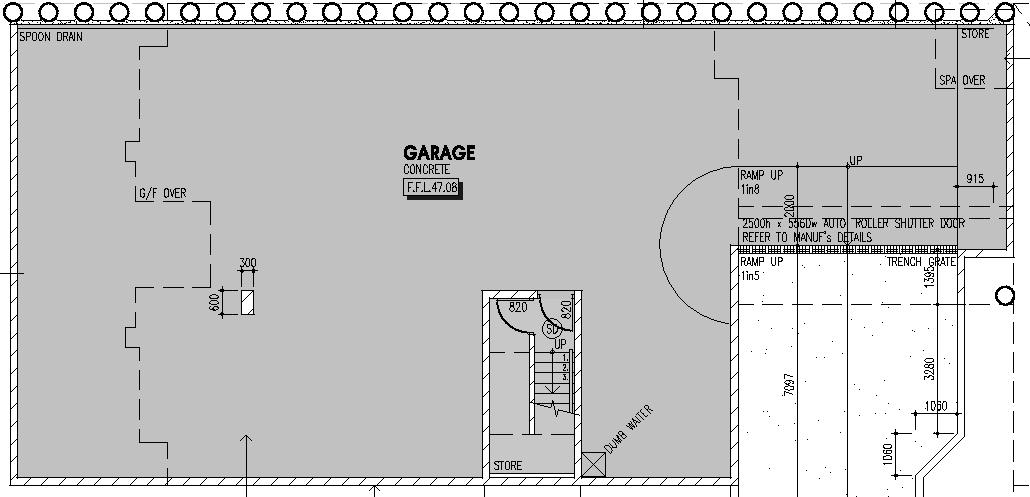 SPOON DRAIN
STORE
SPA OVER
GARAGE
CONCRETE
F.F.L.47.08
UP
RAMP UP
1in8
915
G/F OVER
2000
2500h x 5560w AUTO ROLLER SHUTTER DOOR
REFER TO MANUF's DETAILS
RAMP UP
TRENCH GRATE
1in5
1395
300
600
820
820
SD
UP
1.
2.
3.
3280
7097
1060
1060
DUMB WAITER
STORE